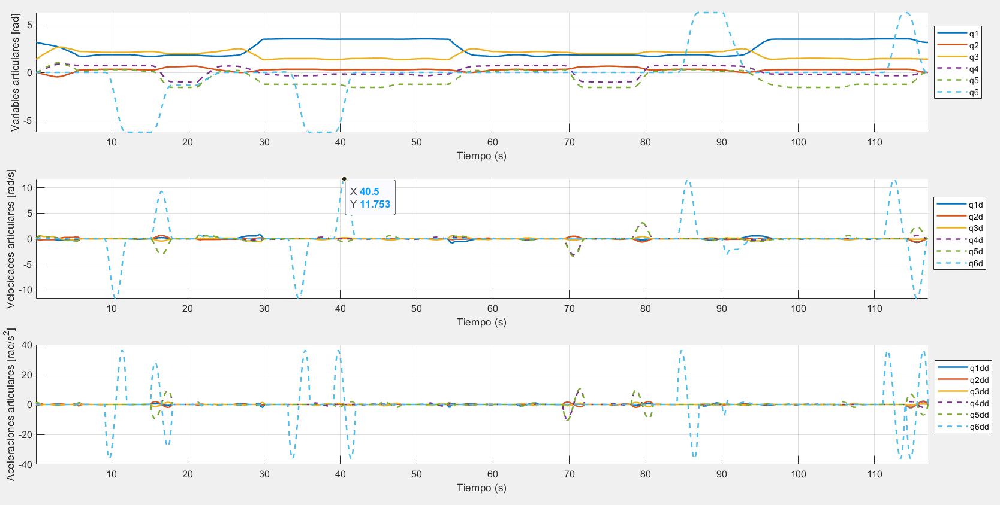 Variables articulares [rad]
5
0
-5
10 20 30 40 50 60 70 80 90 100 110
Tiempo (s)
q1
q2
q3
q4
q5
q6
Velocidades articulares [rad/s]
10
5
0
-5
-10
X 40.5
Y 11.753
10 20 30 40 50 60 70 80 90 100 110
Tiempo (s)
q1d
q2d
q3d
q4d
q5d
q6d
Aceleraciones articulares [rad/s²]
40
20
0
-20
-40
10 20 30 40 50 60 70 80 90 100 110
Tiempo (s)
q1dd
q2dd
q3dd
q4dd
q5dd
q6dd